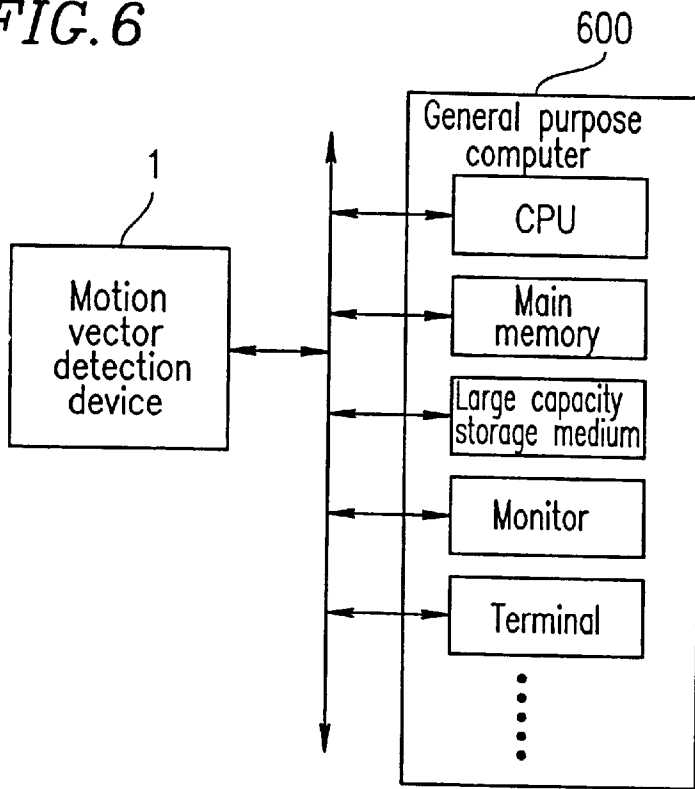 FIG. 6
600
General purpose
computer
1
CPU
Motion
vector
detection
device
Main
memory
Large capacity
storage medium
Monitor
Terminal